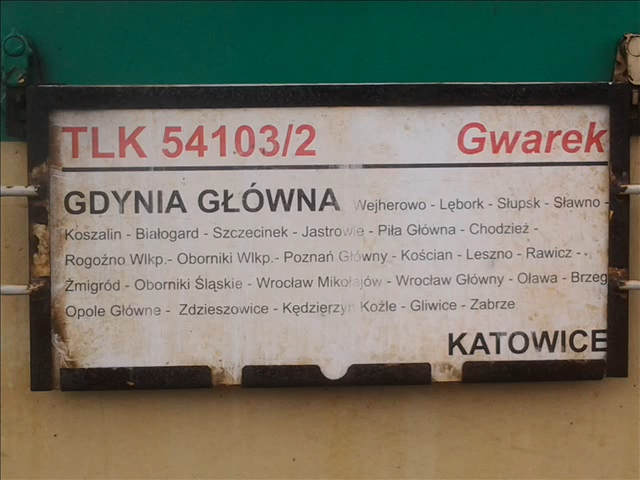 TLK 54103/2 Gwarek
GDYNIA GŁÓWNA Wejherowo - Lębork - Słupsk - Sławno -
Koszalin - Białogard - Szczecinek - Jastrowie - Piła Główna - Chodzież -
Rogoźno Wlkp.- Oborniki Wlkp.- Poznań Główny - Kościan - Leszno - Rawicz - -
Żmigród - Oborniki Śląskie - Wrocław Mikołajów - Wrocław Główny - Oława - Brzeg
Opole Główne - Zdzieszowice - Kędzierzyn Koźle - Gliwice - Zabrze
KATOWICE